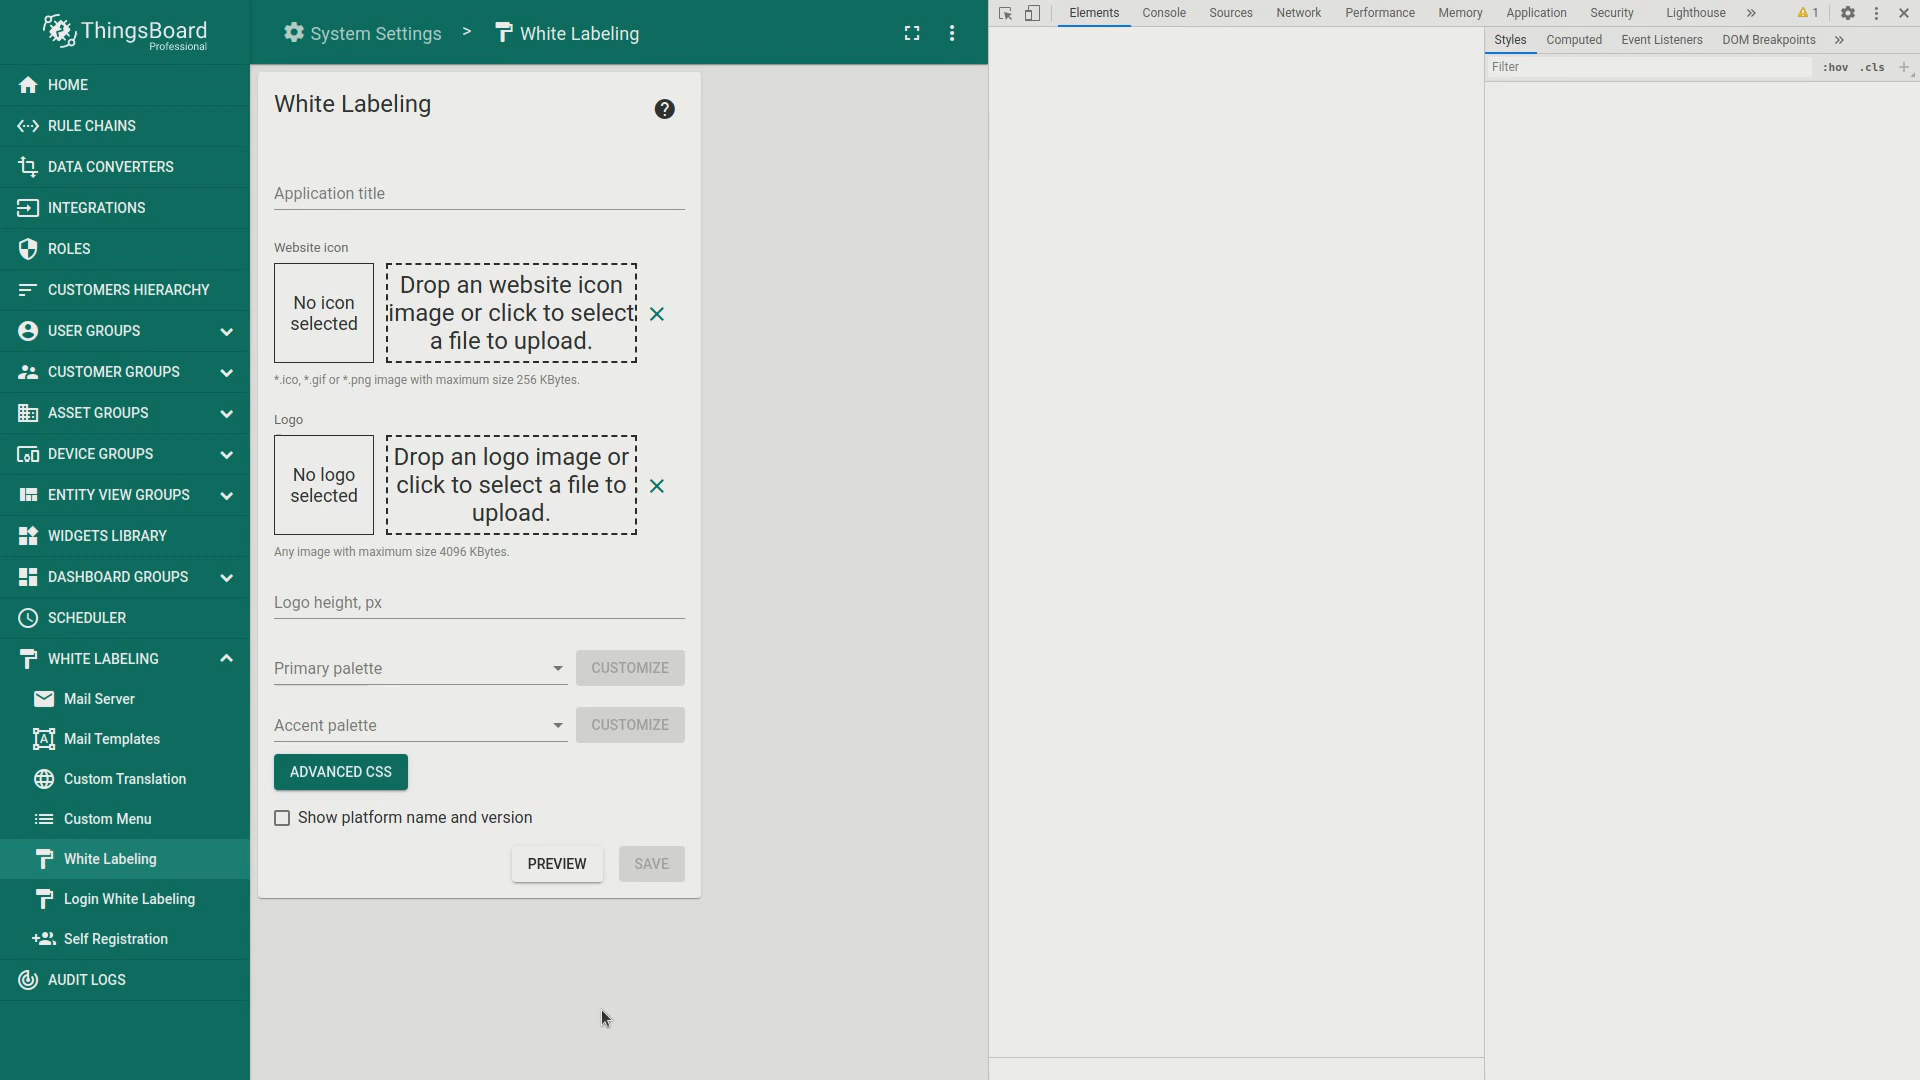 ThingsBoard
Professional
HOME
RULE CHAINS
DATA CONVERTERS
INTEGRATIONS
ROLES
CUSTOMERS HIERARCHY
USER GROUPS
CUSTOMER GROUPS
ASSET GROUPS
DEVICE GROUPS
ENTITY VIEW GROUPS
WIDGETS LIBRARY
DASHBOARD GROUPS
SCHEDULER
WHITE LABELING
Mail Server
Mail Templates
Custom Translation
Custom Menu
White Labeling
Login White Labeling
Self Registration
AUDIT LOGS
System Settings > White Labeling
White Labeling
Application title
Website icon
No icon
selected
Drop an website icon
image or click to select
a file to upload.
*.ico, *.gif or *.png image with maximum size 256 KBytes.
Logo
No logo
selected
Drop an logo image or
click to select a file to
upload.
Any image with maximum size 4096 KBytes.
Logo height, px
Primary palette CUSTOMIZE
Accent palette CUSTOMIZE
ADVANCED CSS
Show platform name and version
PREVIEW SAVE
Elements Console Sources Network Performance Memory Application Security Lighthouse » 1
Styles Computed Event Listeners DOM Breakpoints »
Filter :hov .cls +